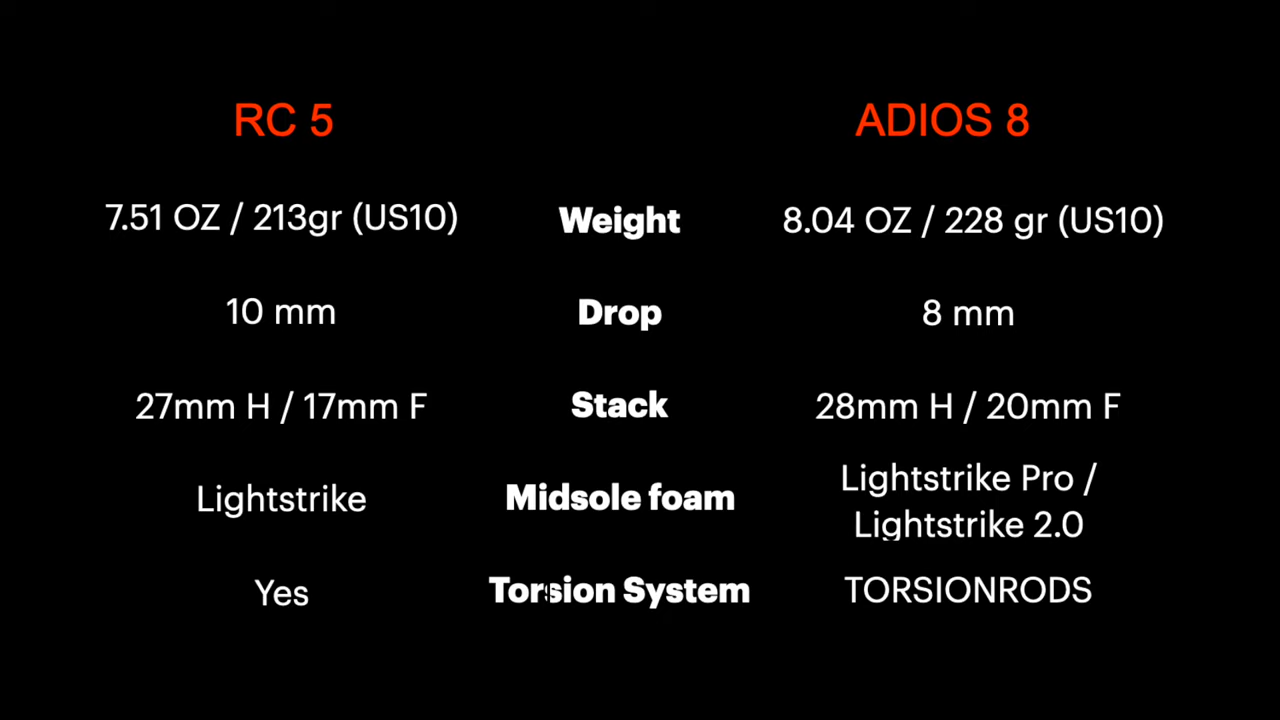 RC 5
ADIOS 8
7.51 OZ / 213gr (US10)
Weight
8.04 OZ / 228 gr (US10)
10 mm
Drop
8 mm
27mm H / 17mm F
Stack
28mm H / 20mm F
Lightstrike
Midsole foam
Lightstrike Pro /
Lightstrike 2.0
Yes
Torsion System
TORSIONRODS